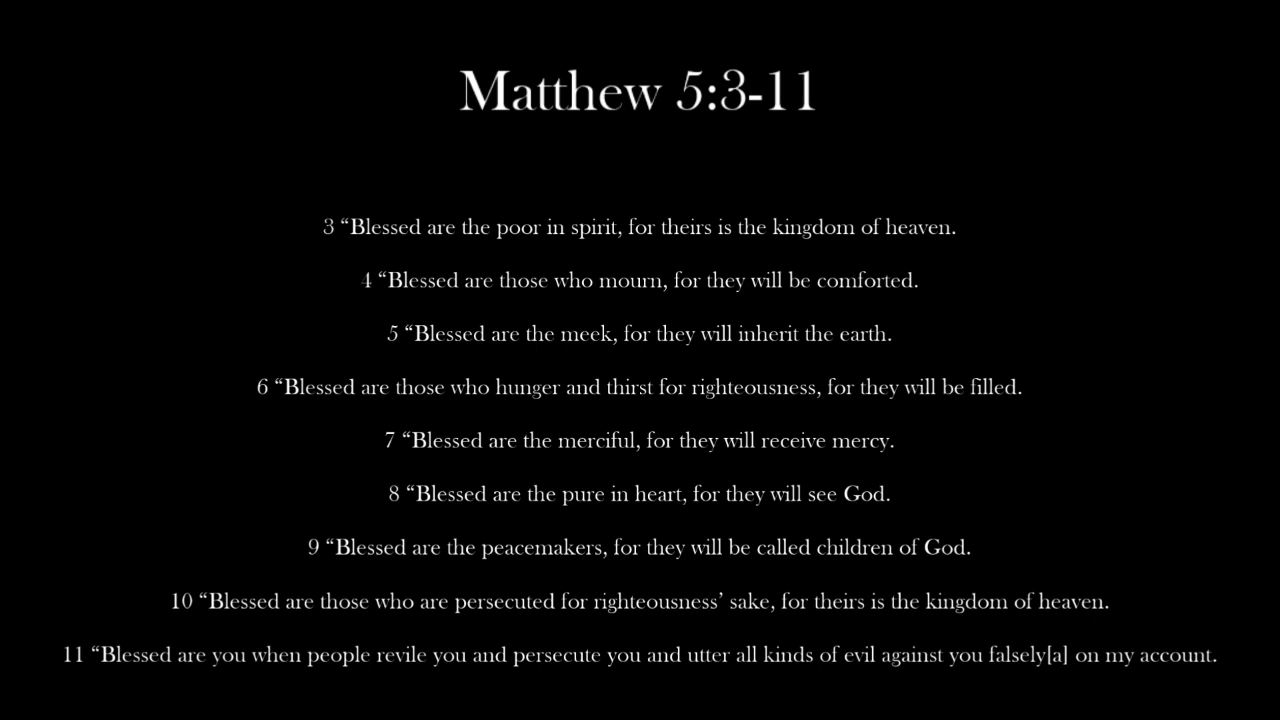 Matthew 5:3-11
3 “Blessed are the poor in spirit, for theirs is the kingdom of heaven.
4 “Blessed are those who mourn, for they will be comforted.
5 “Blessed are the meek, for they will inherit the earth.
6 “Blessed are those who hunger and thirst for righteousness, for they will be filled.
7 “Blessed are the merciful, for they will receive mercy.
8 “Blessed are the pure in heart, for they will see God.
9 “Blessed are the peacemakers, for they will be called children of God.
10 “Blessed are those who are persecuted for righteousness’ sake, for theirs is the kingdom of heaven.
11 “Blessed are you when people revile you and persecute you and utter all kinds of evil against you falsely[a] on my account.